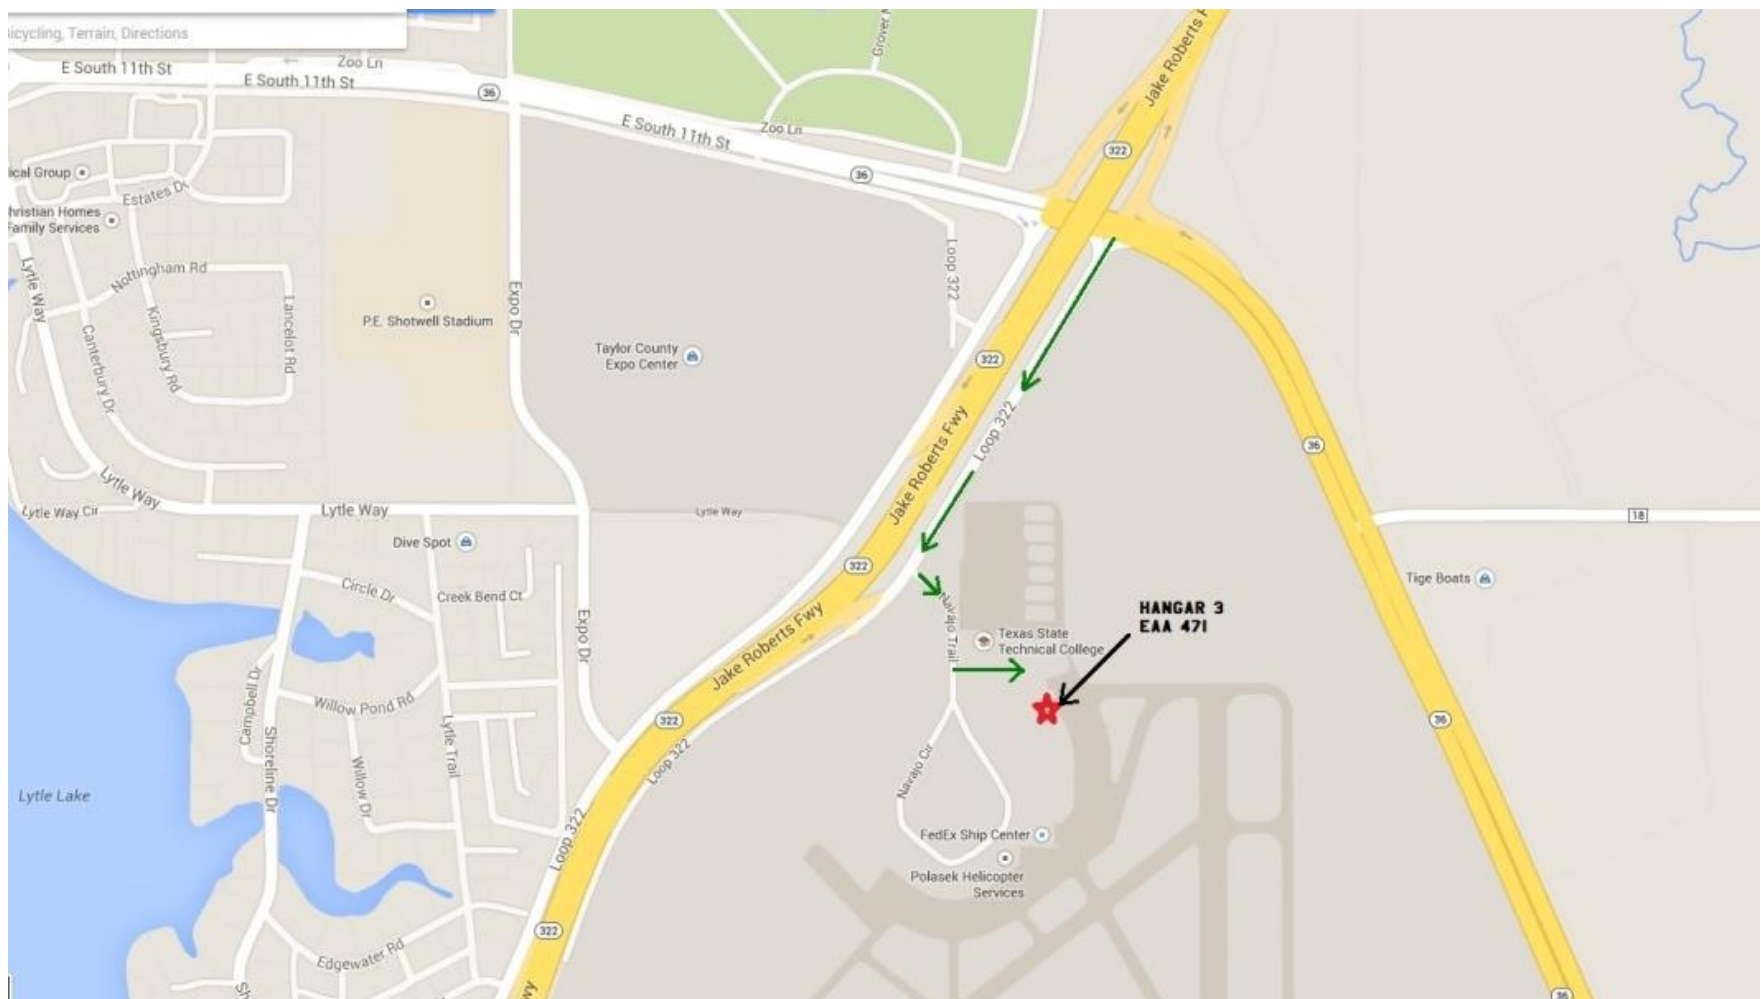 icycling, Terrain, Directions
E South 11th St
Zoo Ln
E South 11th St
36
Grover
Jake Roberts
E South 11th St
Zoo Ln
322
36
ical Group
Estates Dr
hristian Homes
Family Services
Lytle Way
Nottingham Rd
Kingsbury Rd
Lancelot Rd
Canterbury Dr
P.E. Shotwell Stadium
Expo Dr
Taylor County
Expo Center
Loop 322
322
Jake Roberts Fwy
Loop 322
36
Lytle Way
Lytle Way Cir
Lytle Way
Lytle Way
18
Dive Spot
322
Tige Boats
Circle Dr
Creek Bend Ct
Expo Dr
Navajo Trail
HANGAR 3
EAA 471
Texas State
Technical College
Jake Roberts Fwy
Campbell Dr
Willow Pond Rd
Lytle Trail
322
36
Shoreline Dr
Willow Dr
Loop 322
Navajo Cir
Lytle Lake
Loop 322
FedEx Ship Center
Polasek Helicopter
Services
322
Edgewater Rd
Sh
wy
36